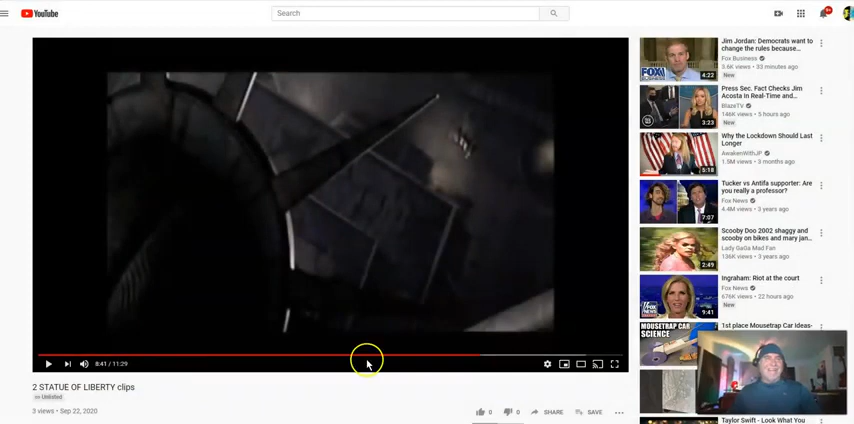 YouTube
Search
9+
8:41 / 11:29
2 STATUE OF LIBERTY clips
Unlisted
3 views • Sep 22, 2020
0
0
SHARE
SAVE
4:22
Jim Jordan: Democrats want to
change the rules because...
Fox Business
3.6K views • 33 minutes ago
New
3:23
Press Sec. Fact Checks Jim
Acosta In Real-Time and...
BlazeTV
146K views • 5 hours ago
New
5:18
Why the Lockdown Should Last
Longer
AwakenWithJP
1.5M views • 3 months ago
7:07
Tucker vs Antifa supporter: Are
you really a professor?
Fox News
4.4M views • 3 years ago
2:49
Scooby Doo 2002 shaggy and
scooby on bikes and mary jan...
Lady GaGa Mad Fan
136K views • 3 years ago
9:41
Ingraham: Riot at the court
Fox News
676K views • 22 hours ago
New
MOUSETRAP CAR
SCIENCE
1st place Mousetrap Car Ideas-
Taylor Swift - Look What You